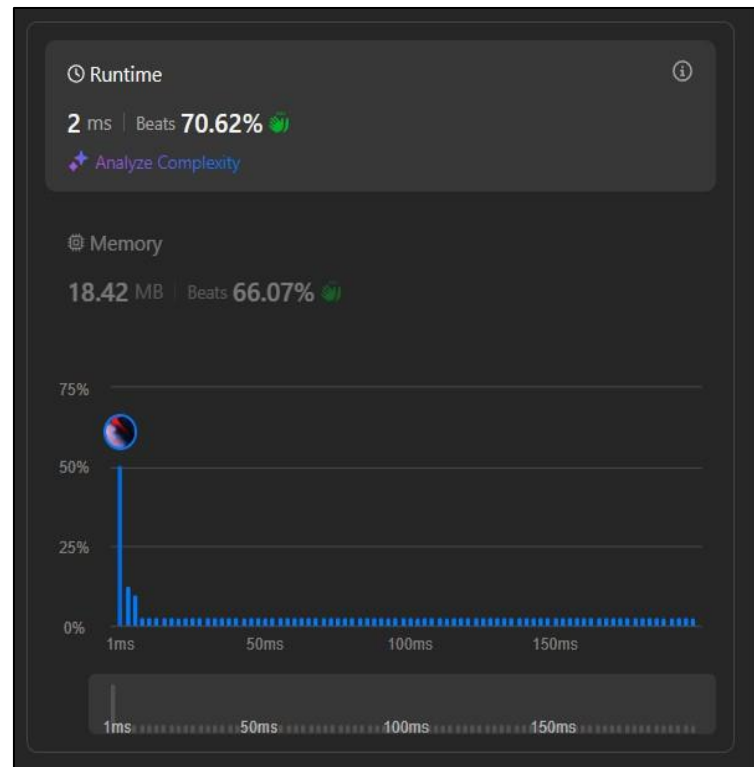 Runtime
2 ms | Beats 70.62%
Analyze Complexity
Memory
18.42 MB | Beats 66.07%
75%
50%
25%
0%
1ms 50ms 100ms 150ms
1ms 50ms 100ms 150ms